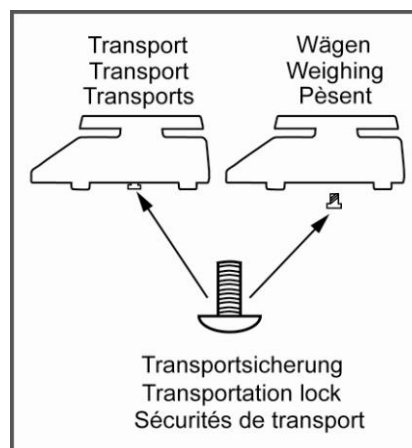 Transport
Transport
Transports
Wägen
Weighing
Pèsent
Transportsicherung
Transportation lock
Sécurités de transport